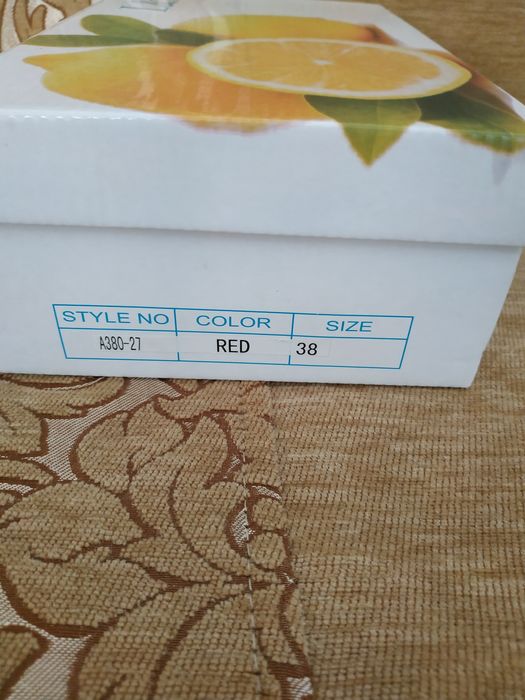 STYLE NO COLOR SIZE
A380-27 RED 38